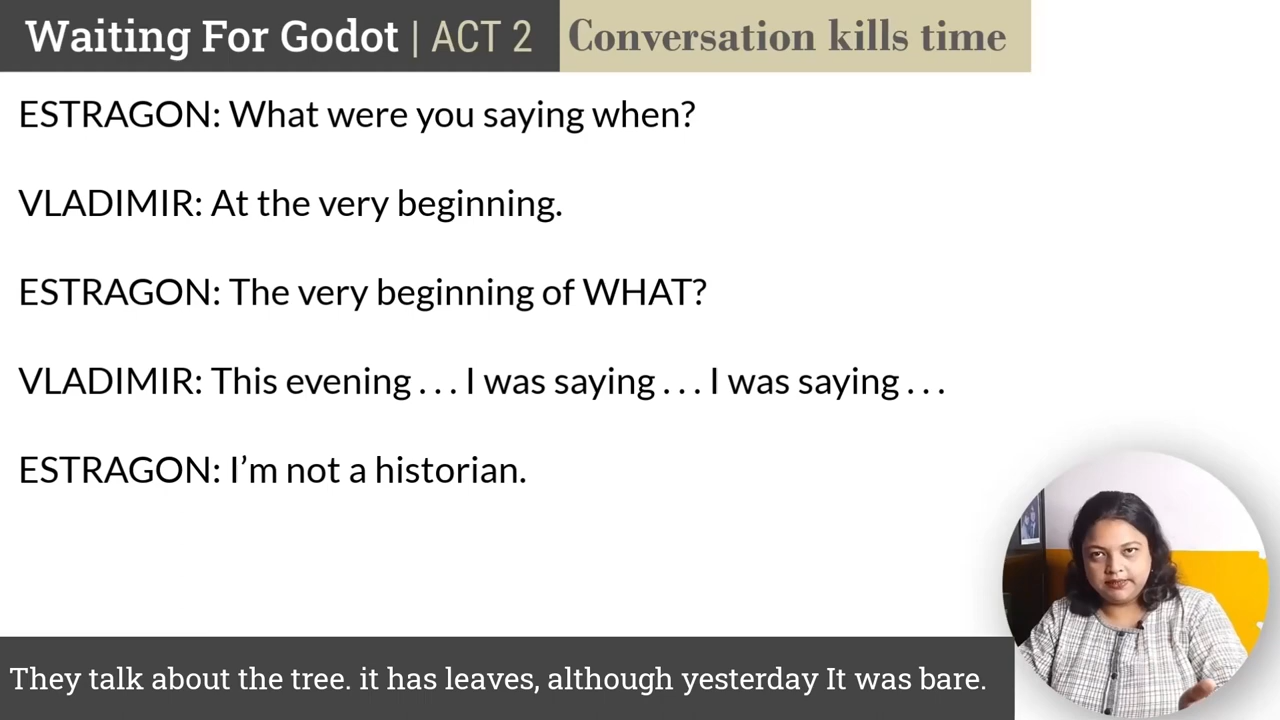 Waiting For Godot | ACT 2 Conversation kills time
ESTRAGON: What were you saying when?
VLADIMIR: At the very beginning.
ESTRAGON: The very beginning of WHAT?
VLADIMIR: This evening . . . I was saying . . . I was saying . . .
ESTRAGON: I’m not a historian.
They talk about the tree. it has leaves, although yesterday It was bare.